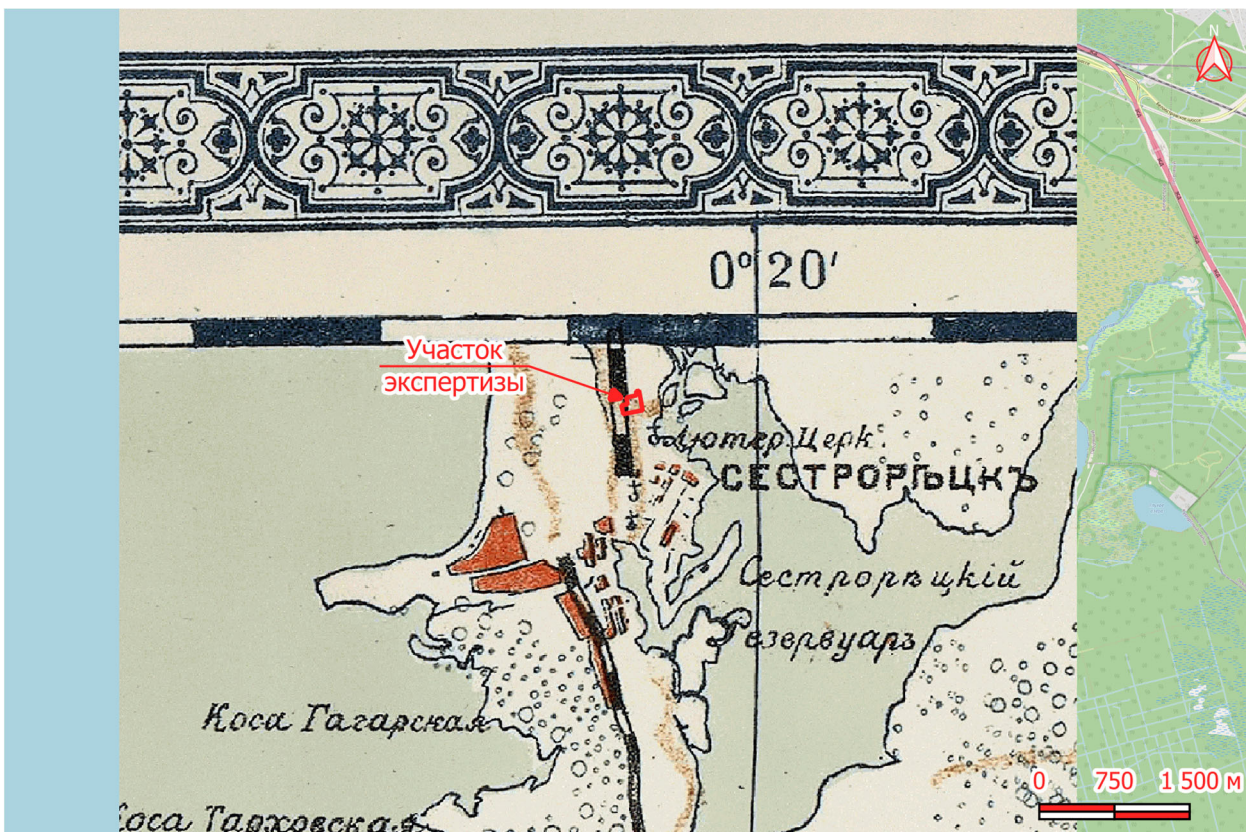 N
0° 20'
Участок
экспертизы
Лютер. Церк.
СЕСТРОРѢЦКЪ
Сестрорѣцкій
Резервуаръ
Коса Гагарская
Коса Тарховская
0 750 1 500 м